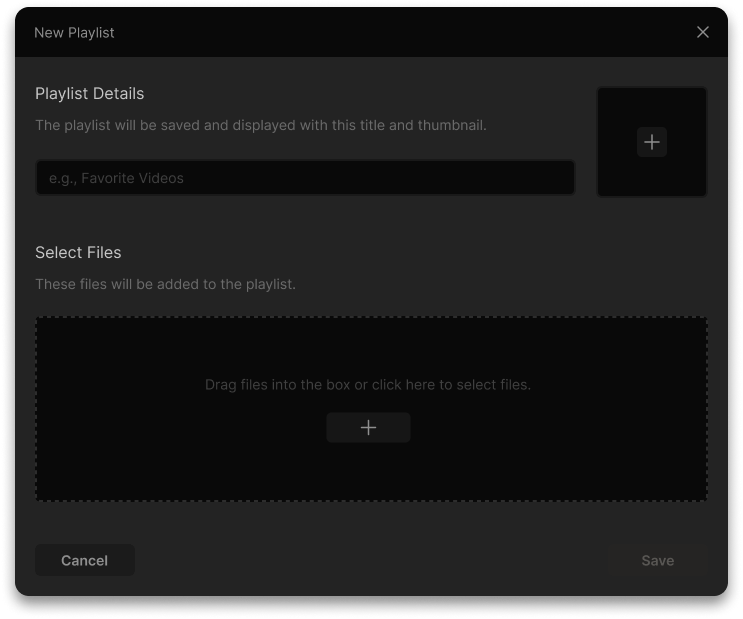 New Playlist
Playlist Details
The playlist will be saved and displayed with this title and thumbnail.
e.g., Favorite Videos
Select Files
These files will be added to the playlist.
Drag files into the box or click here to select files.
Cancel
Save